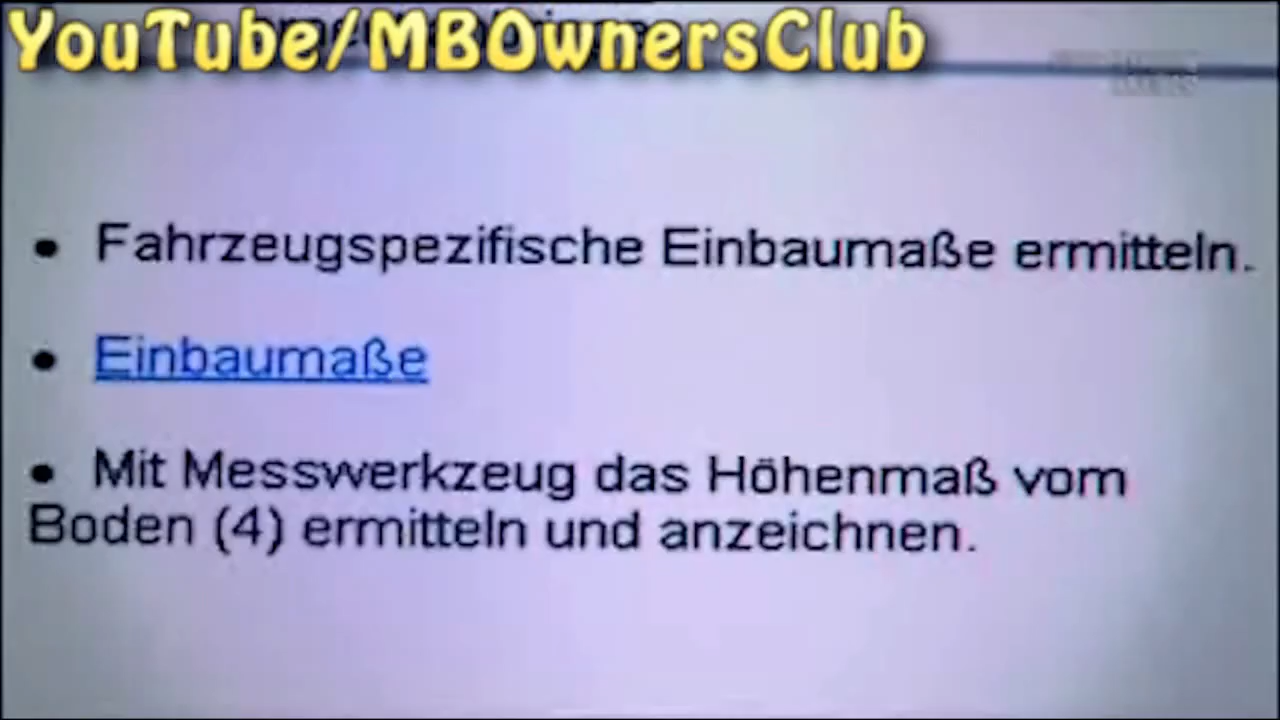 YouTube/MBOwnersClub
• Fahrzeugspezifische Einbaumaße ermitteln.
• Einbaumaße
• Mit Messwerkzeug das Höhenmaß vom
Boden (4) ermitteln und anzeichnen.